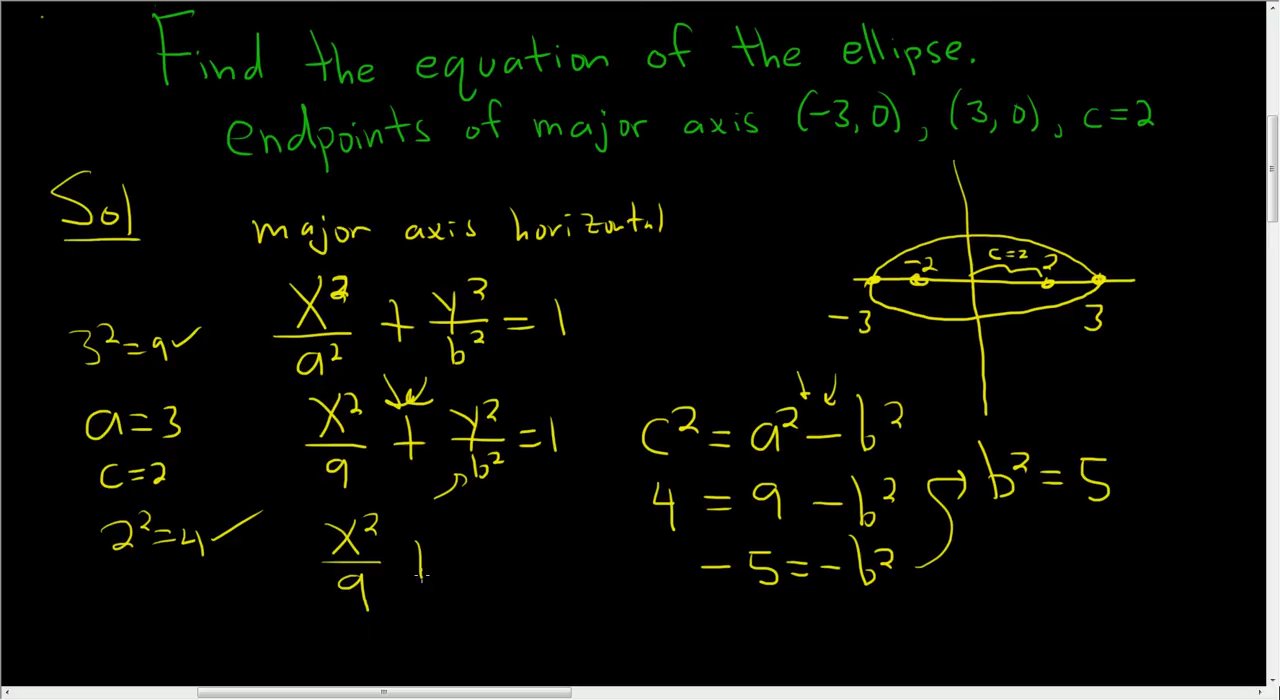 Find the equation of the ellipse.
endpoints of major axis (-3,0), (3,0), c=2
Sol
major axis horizontal
x²/a² + y²/b² = 1
3²=9✓
a=3
c=2
2²=4✓
x²/9 + y²/b² = 1
x²/9
-2
c=2
2
-3
3
c² = a² - b²
4 = 9 - b²
-5 = -b²
b² = 5